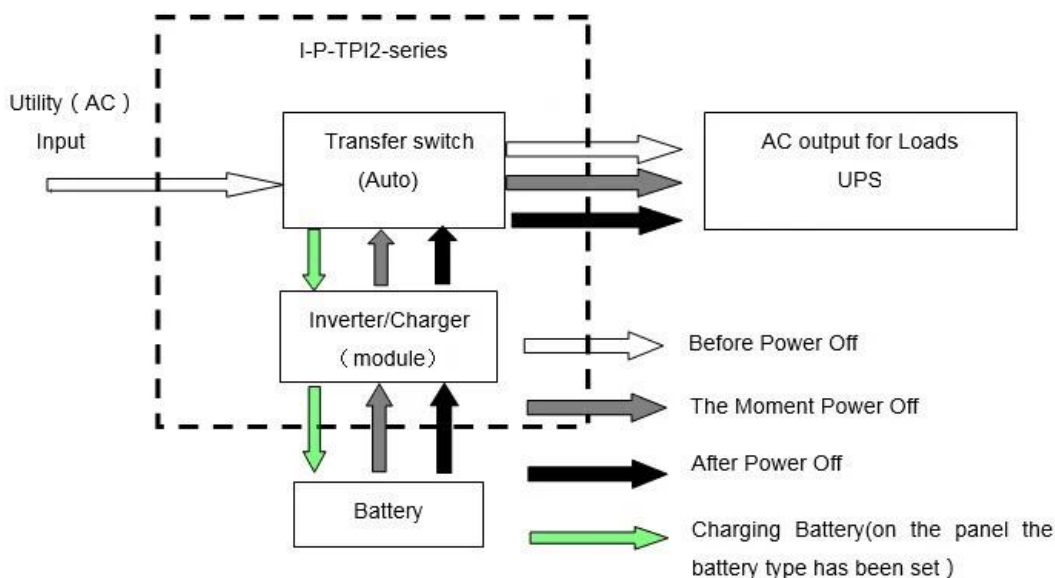 I-P-TPI2-series
Utility（AC）
Input
Transfer switch
(Auto)
AC output for Loads
UPS
Inverter/Charger
（module）
Before Power Off
The Moment Power Off
After Power Off
Battery
Charging Battery(on the panel the
battery type has been set）